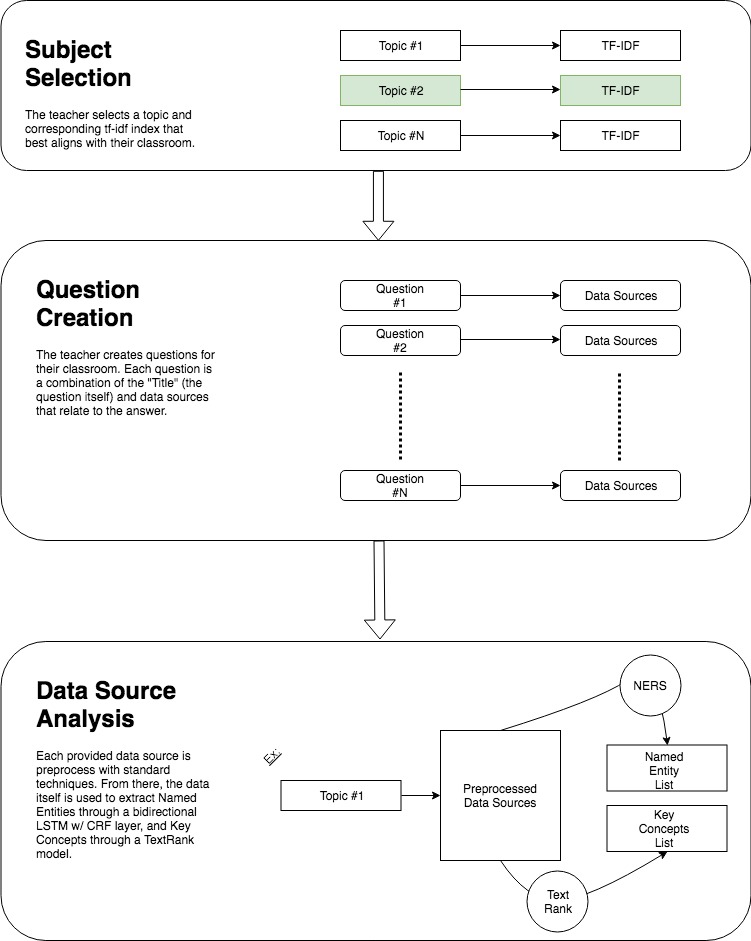 Subject
Selection
The teacher selects a topic and
corresponding tf-idf index that
best aligns with their classroom.
Topic #1
TF-IDF
Topic #2
TF-IDF
Topic #N
TF-IDF
Question
Creation
The teacher creates questions for
their classroom. Each question is
a combination of the "Title" (the
question itself) and data sources
that relate to the answer.
Question
#1
Data Sources
Question
#2
Data Sources
Question
#N
Data Sources
Data Source
Analysis
Each provided data source is
preprocess with standard
techniques. From there, the data
itself is used to extract Named
Entities through a bidirectional
LSTM w/ CRF layer, and Key
Concepts through a TextRank
model.
Ex:
Topic #1
Preprocessed
Data Sources
NERS
Named
Entity
List
Key
Concepts
List
Text
Rank